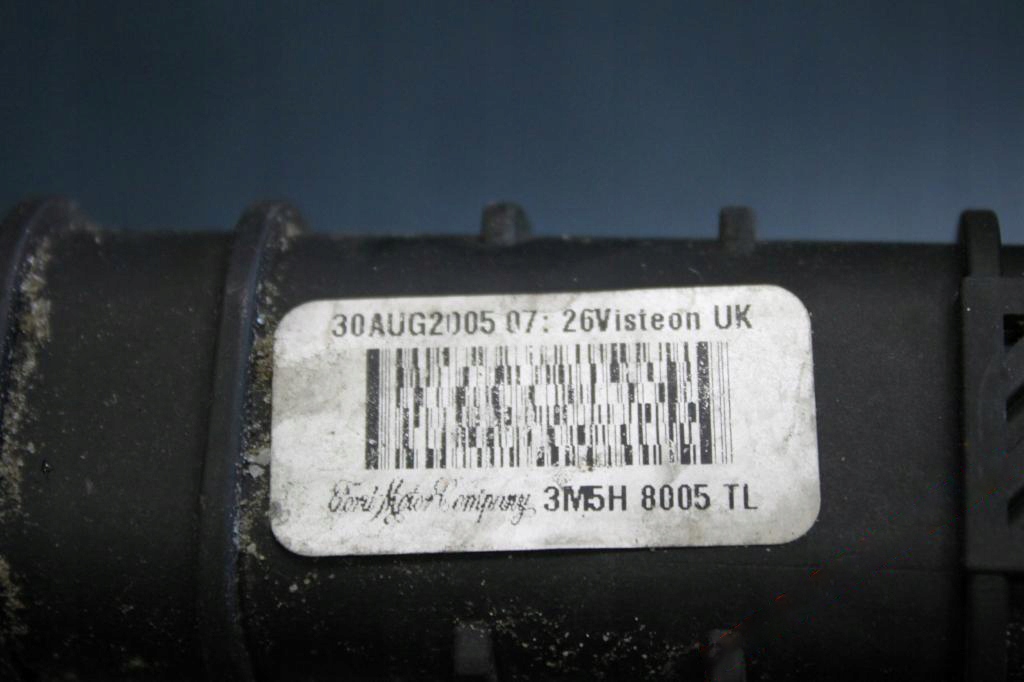 30AUG2005 07: 26Visteon UK
Ford Motor Company 3M5H 8005 TL